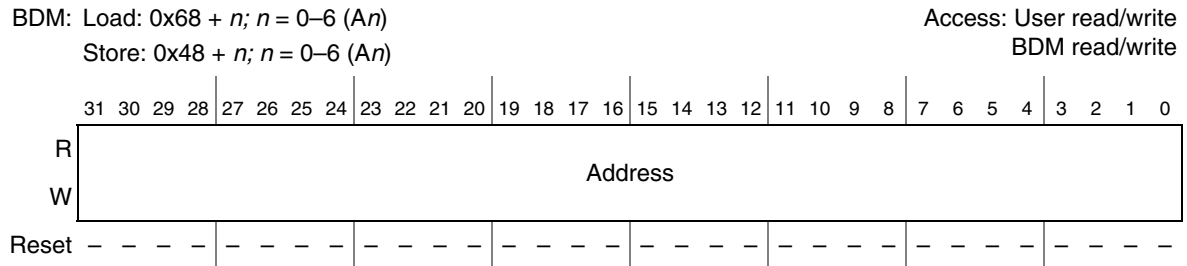 BDM: Load: 0x68 + n; n = 0–6 (An) Access: User read/write
Store: 0x48 + n; n = 0–6 (An) BDM read/write
31 30 29 28 27 26 25 24 23 22 21 20 19 18 17 16 15 14 13 12 11 10 9 8 7 6 5 4 3 2 1 0
R
Address
W
Reset – – – – – – – – – – – – – – – – – – – – – – – – – – – – – – – –